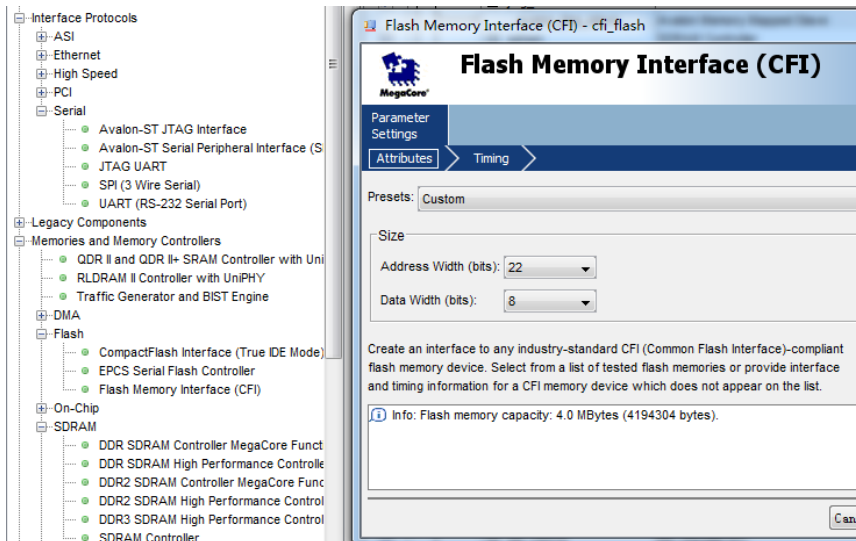 Interface Protocols
ASI
Ethernet
High Speed
PCI
Serial
Avalon-ST JTAG Interface
Avalon-ST Serial Peripheral Interface (S
JTAG UART
SPI (3 Wire Serial)
UART (RS-232 Serial Port)
Legacy Components
Memories and Memory Controllers
QDR II and QDR II+ SRAM Controller with Uni
RLDRAM II Controller with UniPHY
Traffic Generator and BIST Engine
DMA
Flash
CompactFlash Interface (True IDE Mode)
EPCS Serial Flash Controller
Flash Memory Interface (CFI)
On-Chip
SDRAM
DDR SDRAM Controller MegaCore Funct
DDR SDRAM High Performance Controlle
DDR2 SDRAM Controller MegaCore Func
DDR2 SDRAM High Performance Control
DDR3 SDRAM High Performance Control
SDRAM Controller
Flash Memory Interface (CFI) - cfi_flash
Flash Memory Interface (CFI)
MegaCore'
Parameter
Settings
Attributes
Timing
Presets: Custom
Size
Address Width (bits): 22
Data Width (bits): 8
Create an interface to any industry-standard CFI (Common Flash Interface)-compliant
flash memory device. Select from a list of tested flash memories or provide interface
and timing information for a CFI memory device which does not appear on the list.
Info: Flash memory capacity: 4.0 MBytes (4194304 bytes).
Can